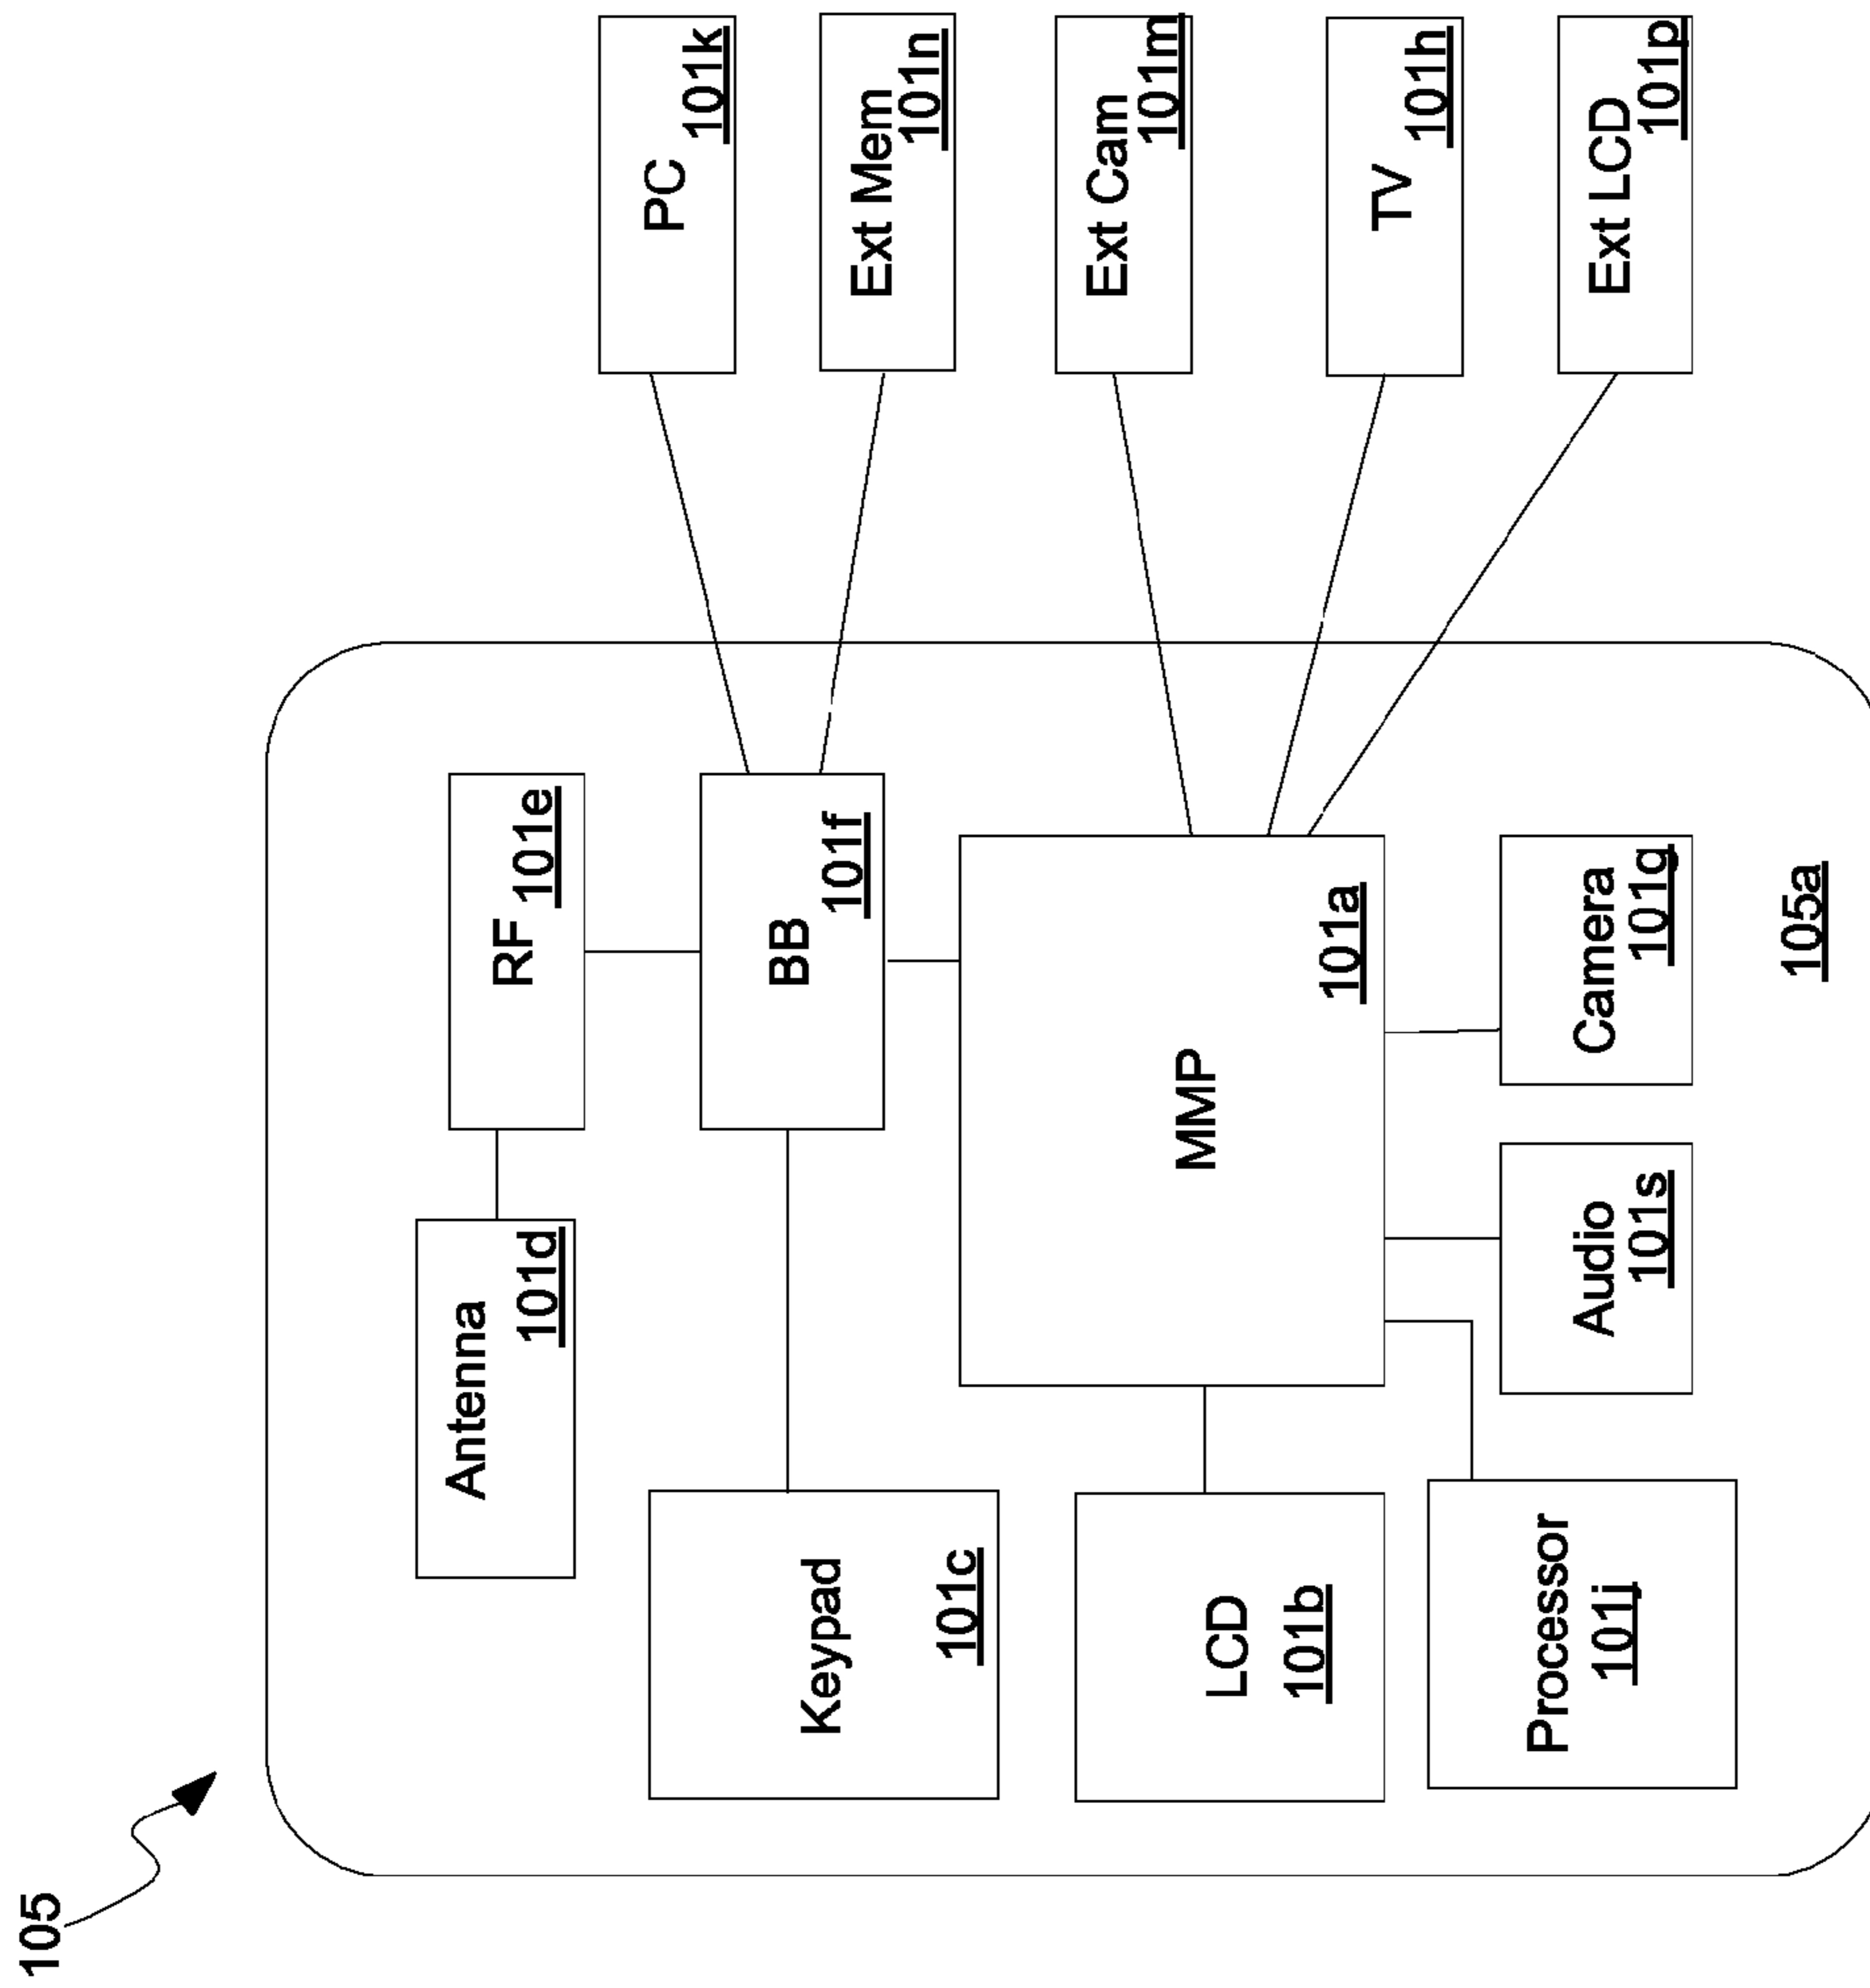 105
Antenna
101d
RF
101e
PC
101k
Keypad
101c
BB
101f
Ext Mem
101n
Ext Cam
101m
MMP
101a
LCD
101b
TV
101h
Processor
101j
Audio
101s
Camera
101g
Ext LCD
101p
105a